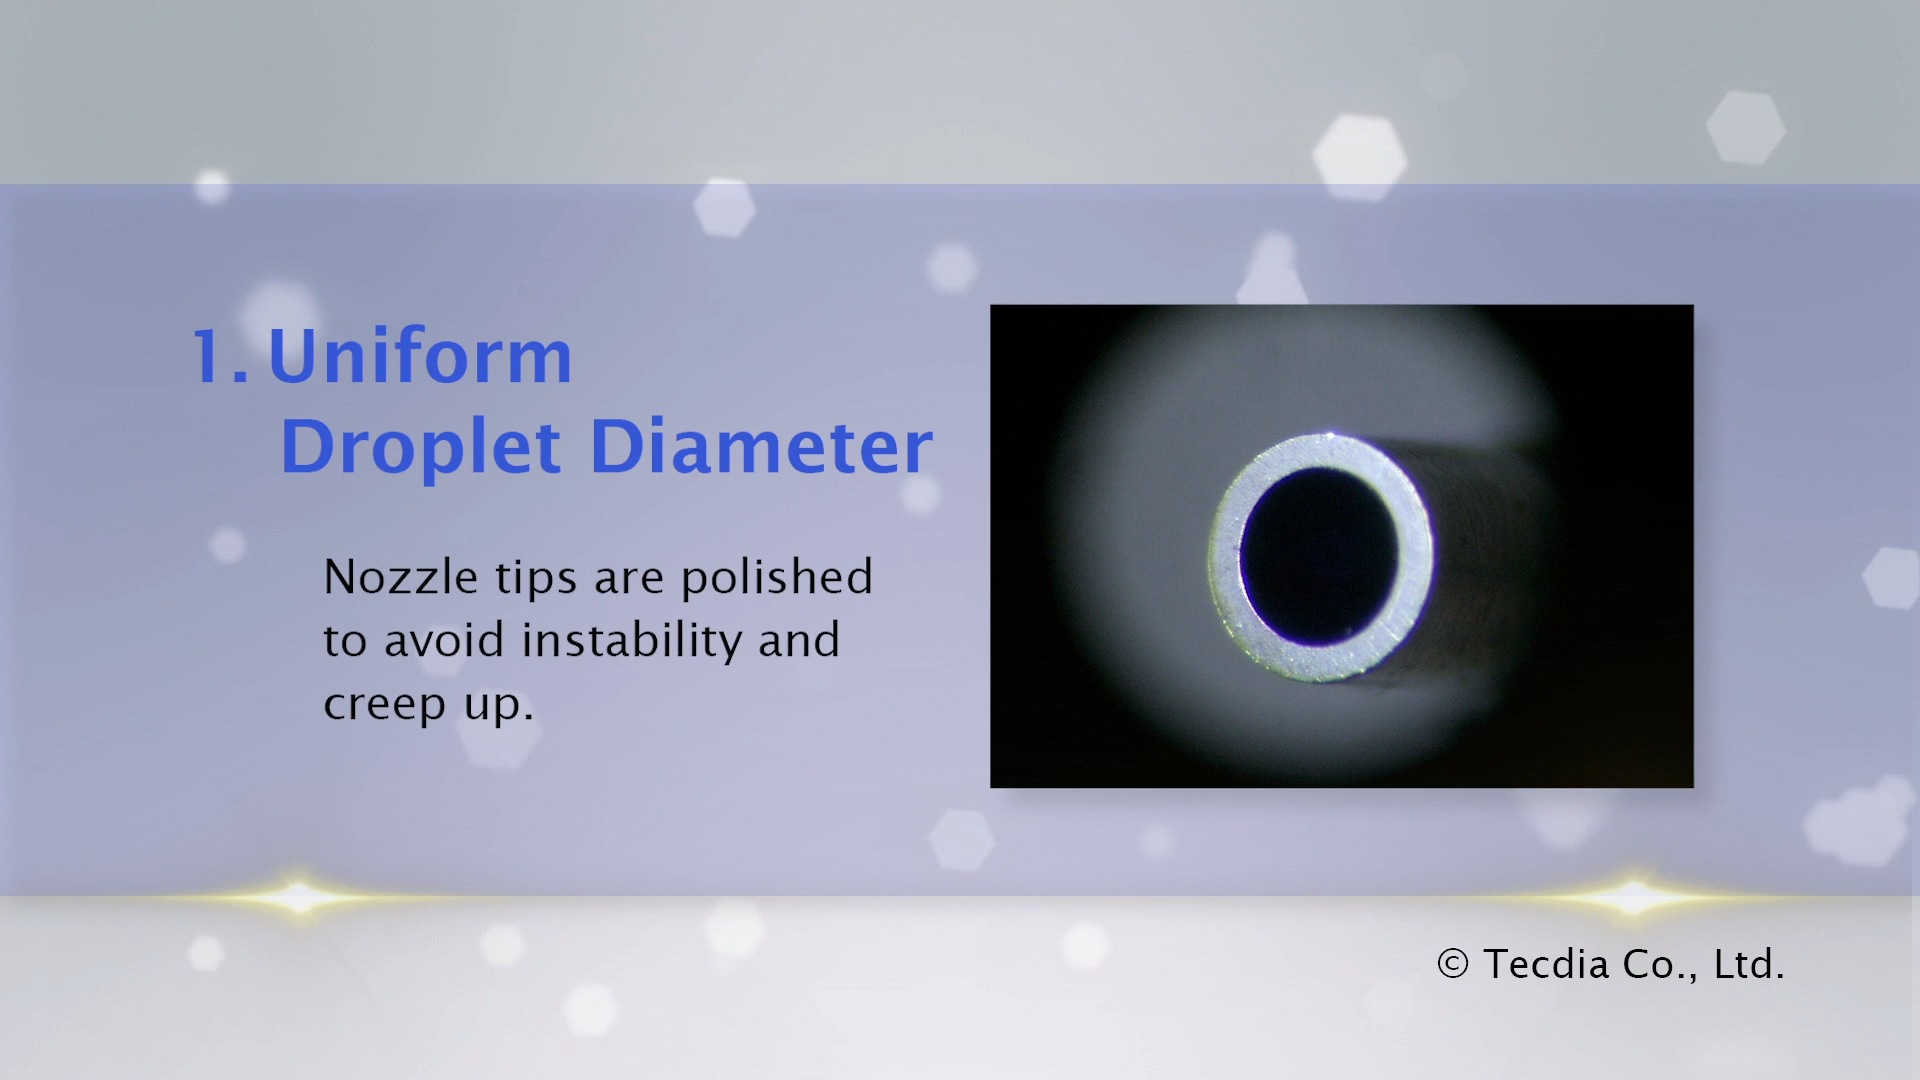 1. Uniform
Droplet Diameter
Nozzle tips are polished
to avoid instability and
creep up.
© Tecdia Co., Ltd.